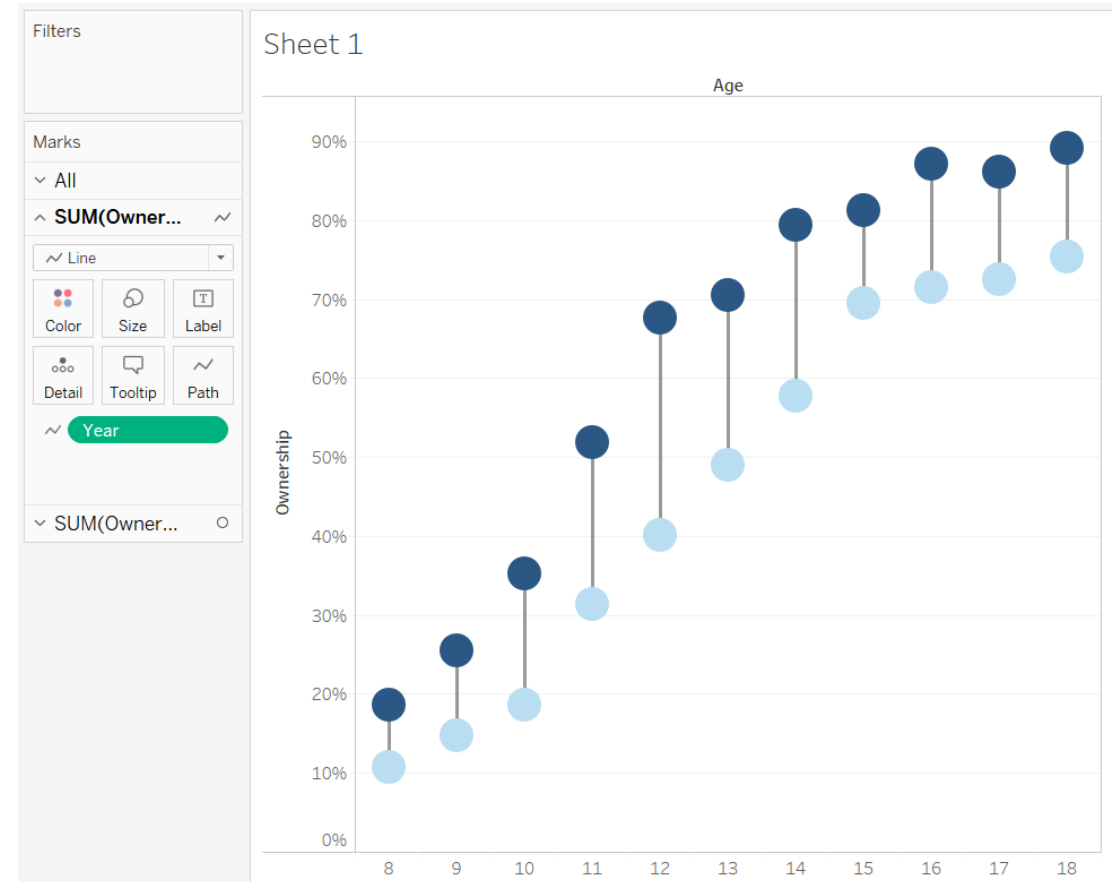 Filters
Marks
All
SUM(Owner...
Line
Color Size Label
Detail Tooltip Path
Year
SUM(Owner...
Sheet 1
Age
90%
80%
70%
60%
50%
40%
30%
20%
10%
0%
Ownership
8 9 10 11 12 13 14 15 16 17 18